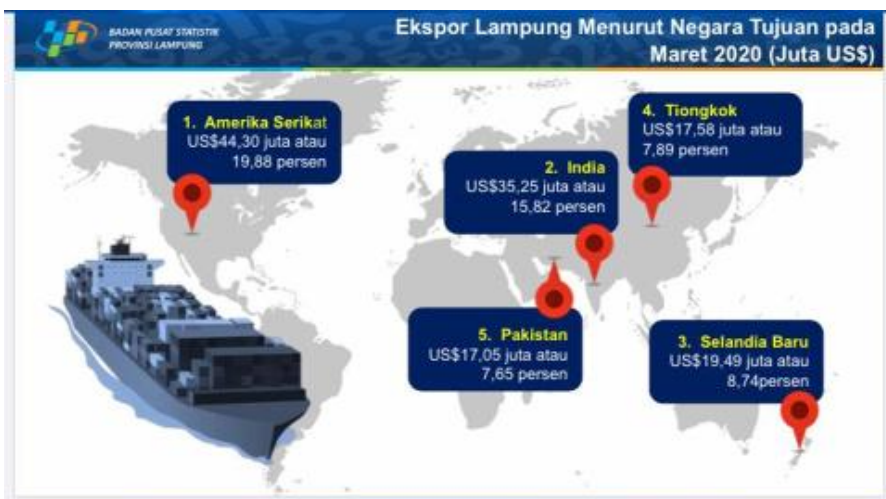 BADAN PUSAT STATISTIK
PROVINSI LAMPUNG
Ekspor Lampung Menurut Negara Tujuan pada
Maret 2020 (Juta US$)
1. Amerika Serikat
US$44,30 juta atau
19,88 persen
2. India
US$35,25 juta atau
15,82 persen
4. Tiongkok
US$17,58 juta atau
7,89 persen
5. Pakistan
US$17,05 juta atau
7,65 persen
3. Selandia Baru
US$19,49 juta atau
8,74persen